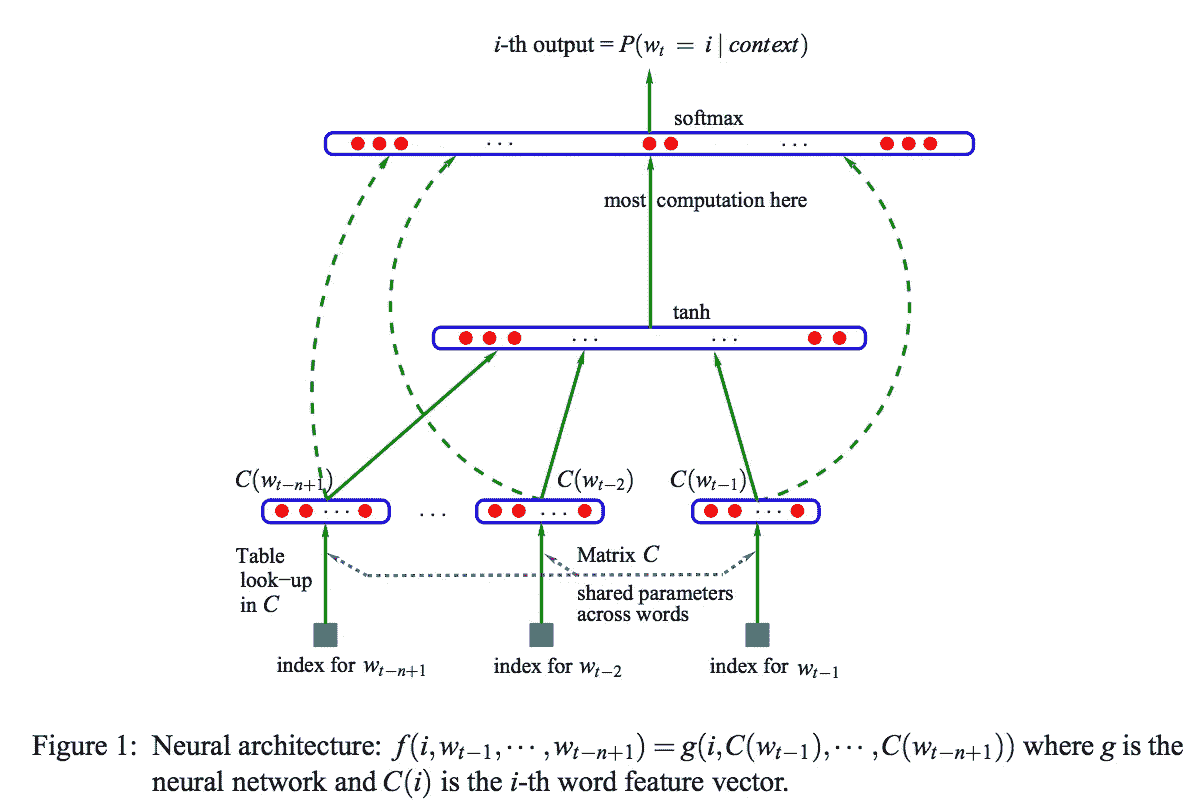 i-th output = P(w_t = i | context)
softmax
· · ·
· · ·
most computation here
tanh
· · ·
· · ·
C(w_{t−n+1})
C(w_{t−2})
C(w_{t−1})
· · ·
· · ·
· · ·
· · ·
Table
look−up
in C
Matrix C
shared parameters
across words
index for w_{t−n+1}
index for w_{t−2}
index for w_{t−1}
Figure 1: Neural architecture: f(i, w_{t−1}, · · · , w_{t−n+1}) = g(i, C(w_{t−1}), · · · , C(w_{t−n+1})) where g is the
neural network and C(i) is the i-th word feature vector.